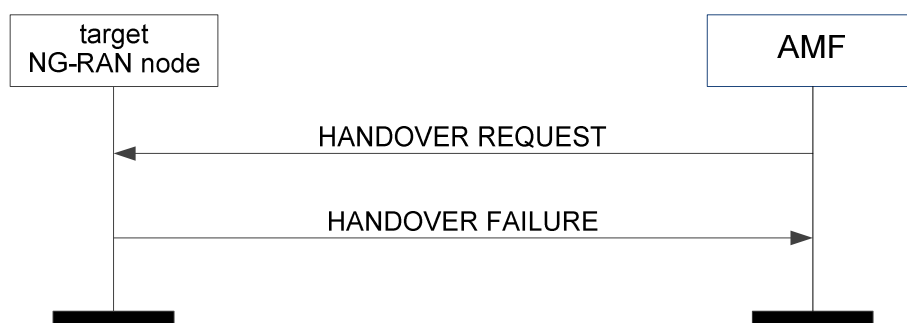 target
NG-RAN node
AMF
HANDOVER REQUEST
HANDOVER FAILURE